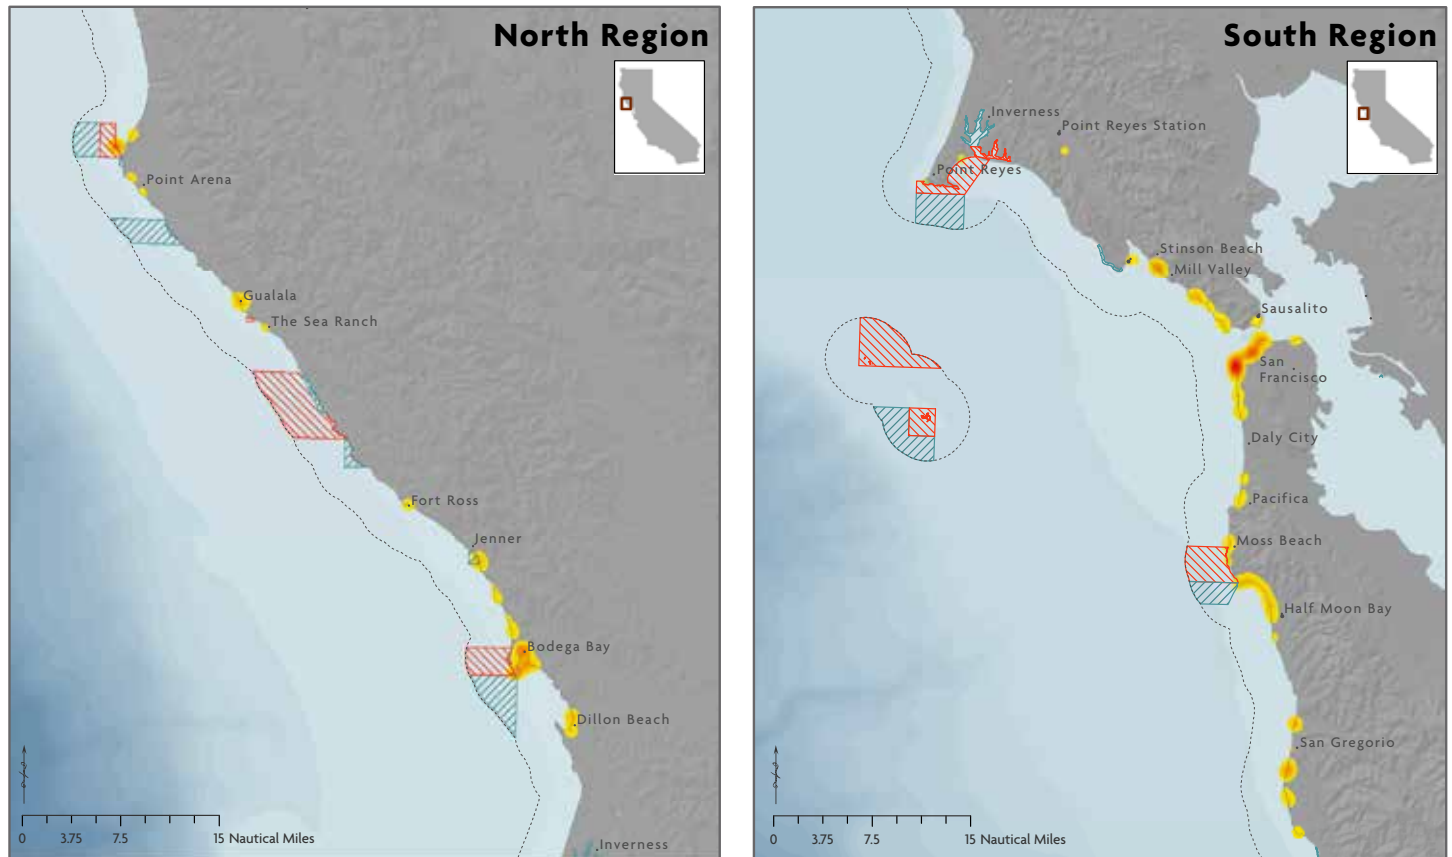 North Region
Point Arena
Gualala
The Sea Ranch
Fort Ross
Jenner
Bodega Bay
Dillon Beach
Inverness
0 3.75 7.5 15 Nautical Miles
South Region
Inverness
Point Reyes Station
Point Reyes
Stinson Beach
Mill Valley
Sausalito
San
Francisco
Daly City
Pacifica
Moss Beach
Half Moon Bay
San Gregorio
0 3.75 7.5 15 Nautical Miles